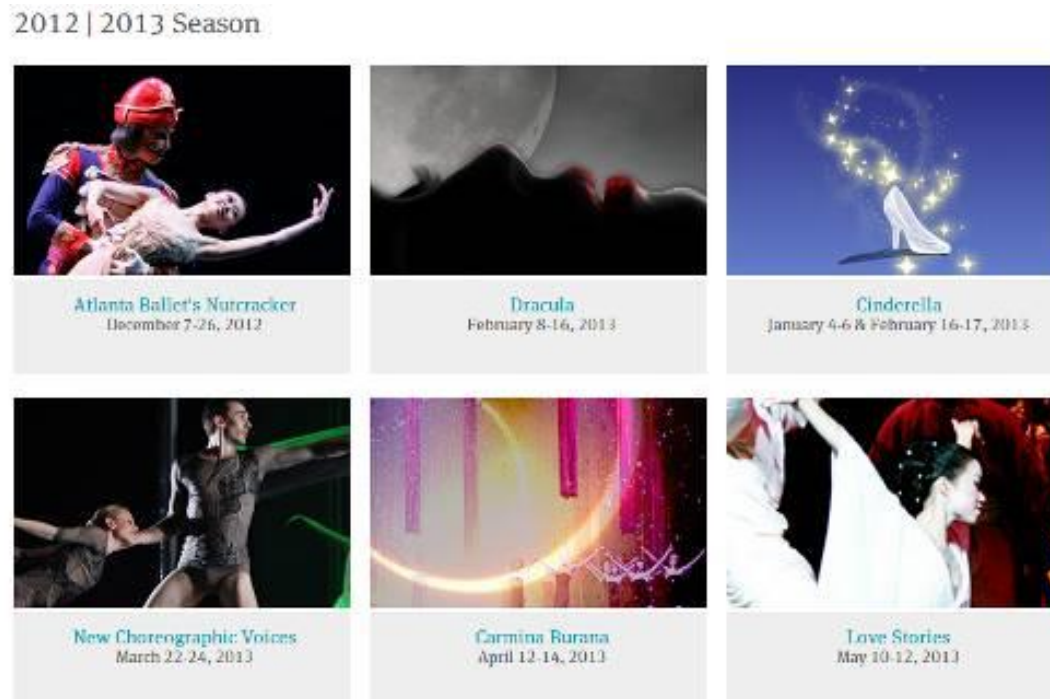 2012 | 2013 Season
Atlanta Ballet's Nutcracker
December 7-26, 2012
Dracula
February 8-16, 2013
Cinderella
January 4-6 & February 16-17, 2013
New Choreographic Voices
March 22-24, 2013
Carmina Burana
April 12-14, 2013
Love Stories
May 10-12, 2013